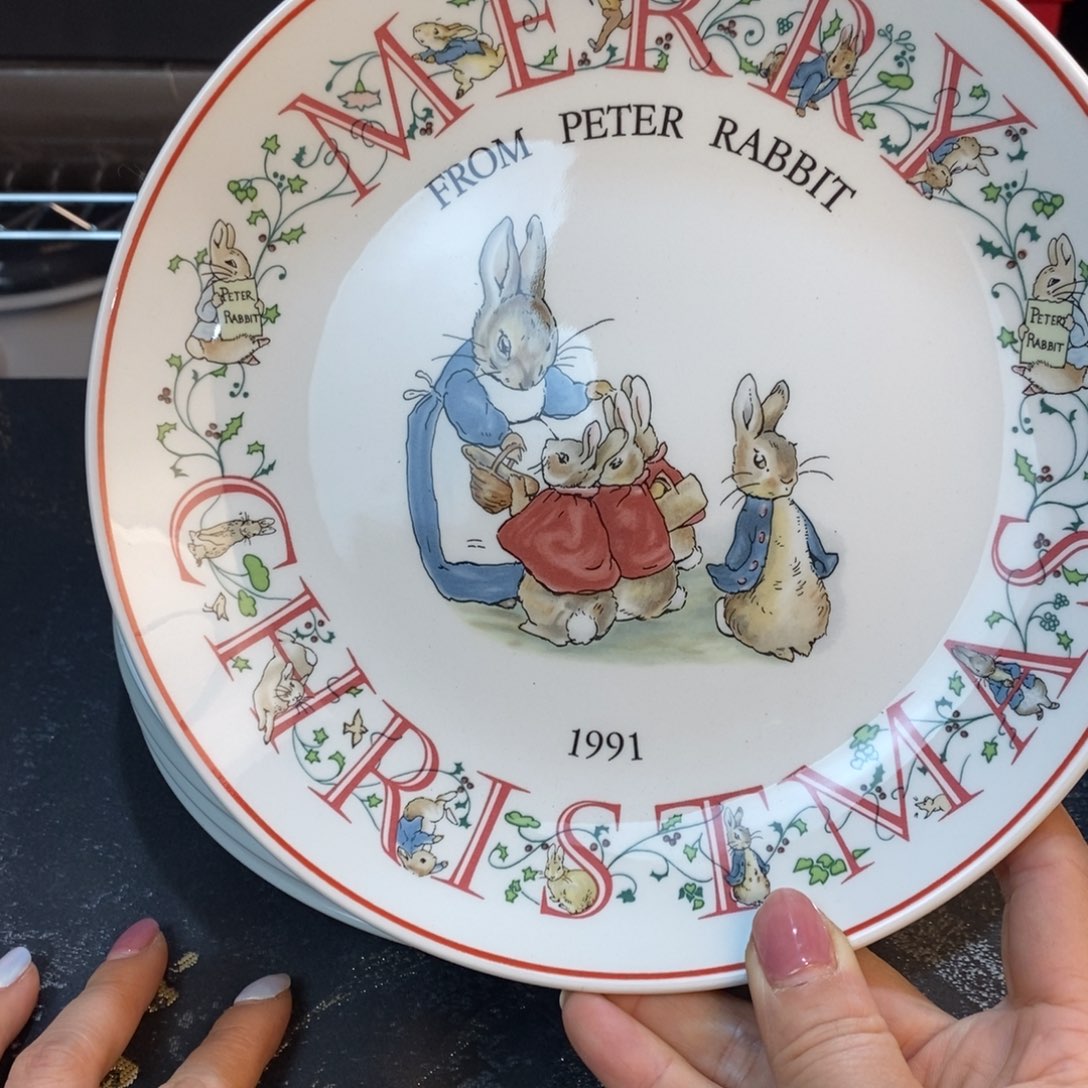 MERRY
FROM PETER RABBIT
PETER
RABBIT
PETER
RABBIT
1991
CHRISTMAS